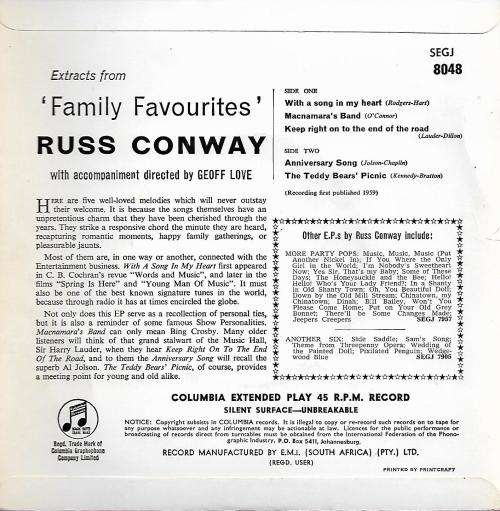 SEGJ
8048
Extracts from
'Family Favourites'
RUSS CONWAY
with accompaniment directed by GEOFF LOVE
SIDE ONE
With a song in my heart (Rodgers-Hart)
Macnamara's Band (O'Connor)
Keep right on to the end of the road
(Lauder-Dillon)
SIDE TWO
Anniversary Song (Jolson-Chaplin)
The Teddy Bears' Picnic (Kennedy-Bratton)
(Recording first published 1959)
HERE are five well-loved melodies which will never outstay
their welcome. It is because the songs themselves have an
unpretentious charm that they have been cherished through the
years. They strike a responsive chord the minute they are heard,
recapturing romantic moments, happy family gatherings, or
pleasurable jaunts.
Most of them are, in one way or another, connected with the
Entertainment business. With A Song In My Heart first appeared
in C. B. Cochran's revue "Words and Music", and later in the
films "Spring Is Here" and "Young Man Of Music". It must
also be one of the best known signature tunes in the world,
because through radio it has at times encircled the globe.
Not only does this EP serve as a recollection of personal ties,
but it is also a reminder of some famous Show Personalities.
Macnamara's Band can only mean Bing Crosby. Many older
listeners will think of that grand stalwart of the Music Hall,
Sir Harry Lauder, when they hear Keep Right On To The End
Of The Road, and to them the Anniversary Song will recall the
superb Al Jolson. The Teddy Bears' Picnic, of course, provides
a meeting point for young and old alike.
Other E.P.s by Russ Conway include:
MORE PARTY POPS: Music, Music, Music (Put
Another Nickel In); If You Were the Only
Girl in the World; I'm Nobody's Sweetheart
Now; Yes Sir, That's my Baby; Some of These
Days; The Honeysuckle and the Bee; Hello!
Hello! Who's Your Lady Friend?; In a Shanty
in Old Shanty Town; Oh, You Beautiful Doll;
Down by the Old Mill Stream; Chinatown, my
Chinatown; Dinah; Bill Bailey, Won't You
Please Come Home; Put on Your Old Grey
Bonnet; There'll be Some Changes Made;
Jeepers Creepers SEGJ 7957
ANOTHER SIX: Side Saddle; Sam's Song;
Theme from Threepenny Opera; Wedding of
the Painted Doll; Pixilated Penguin; Wedge-
wood Blue SEGJ 7905
COLUMBIA EXTENDED PLAY 45 R.P.M. RECORD
SILENT SURFACE—UNBREAKABLE
NOTICE: Copyright subsists in COLUMBIA records. It is illegal to copy or re-record such records on to tape for
any purpose whatsoever and any infringement may be actionable at law. Licences for the public performance or
broadcasting of records direct from turntables must be obtained from the International Federation of the Phono-
graphic Industry, P.O. Box 5411, Johannesburg.
Regd. Trade Mark of
Columbia Graphophone
Company Limited
RECORD MANUFACTURED BY E.M.I. (SOUTH AFRICA) (PTY.) LTD.
(REGD. USER)
PRINTED BY PRINTCRAFT